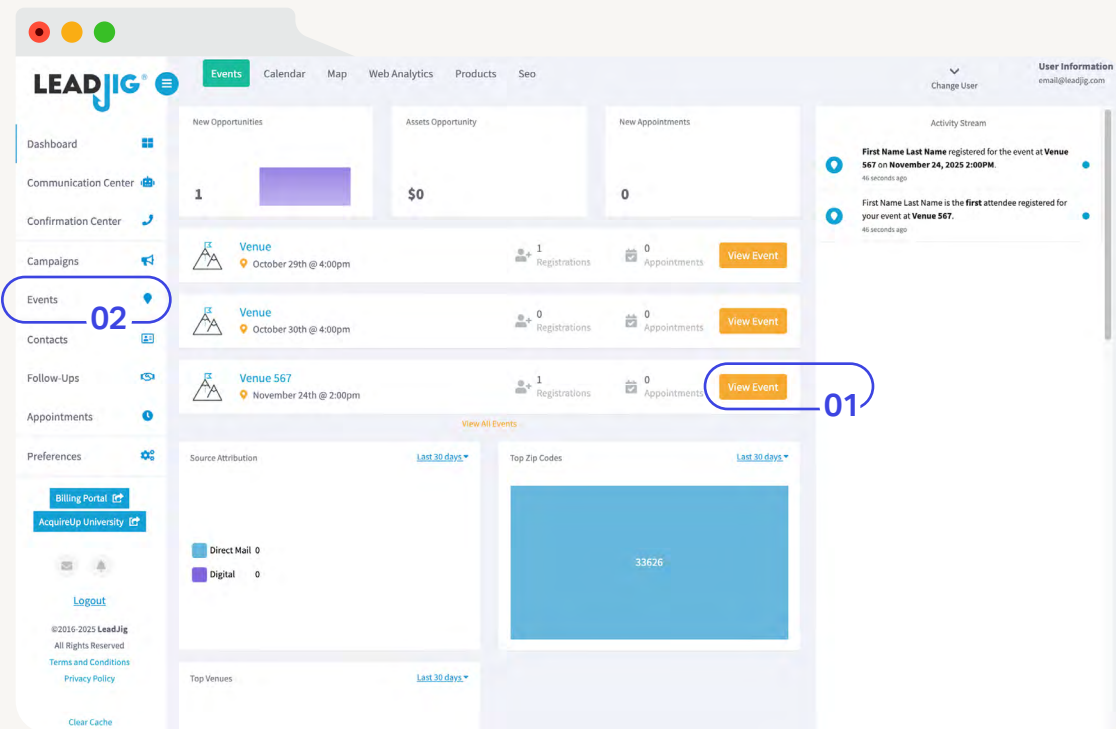 LEADJIG®
Dashboard
Communication Center
Confirmation Center
Campaigns
Events
02
Contacts
Follow-Ups
Appointments
Preferences
Billing Portal
AcquireUp University
Logout
©2016-2025 LeadJig
All Rights Reserved
Terms and Conditions
Privacy Policy
Clear Cache
Events Calendar Map Web Analytics Products Seo
Change User
User Information
email@leadjig.com
New Opportunities
1
Assets Opportunity
$0
New Appointments
0
Venue
October 29th @ 4:00pm
1
Registrations
0
Appointments
View Event
Venue
October 30th @ 4:00pm
0
Registrations
0
Appointments
View Event
Venue 567
November 24th @ 2:00pm
1
Registrations
0
Appointments
View Event
01
View All Events
Source Attribution
Last 30 days
Direct Mail 0
Digital 0
Top Zip Codes
Last 30 days
33626
Top Venues
Last 30 days
Activity Stream
First Name Last Name registered for the event at Venue
567 on November 24, 2025 2:00PM.
46 seconds ago
First Name Last Name is the first attendee registered for
your event at Venue 567.
46 seconds ago